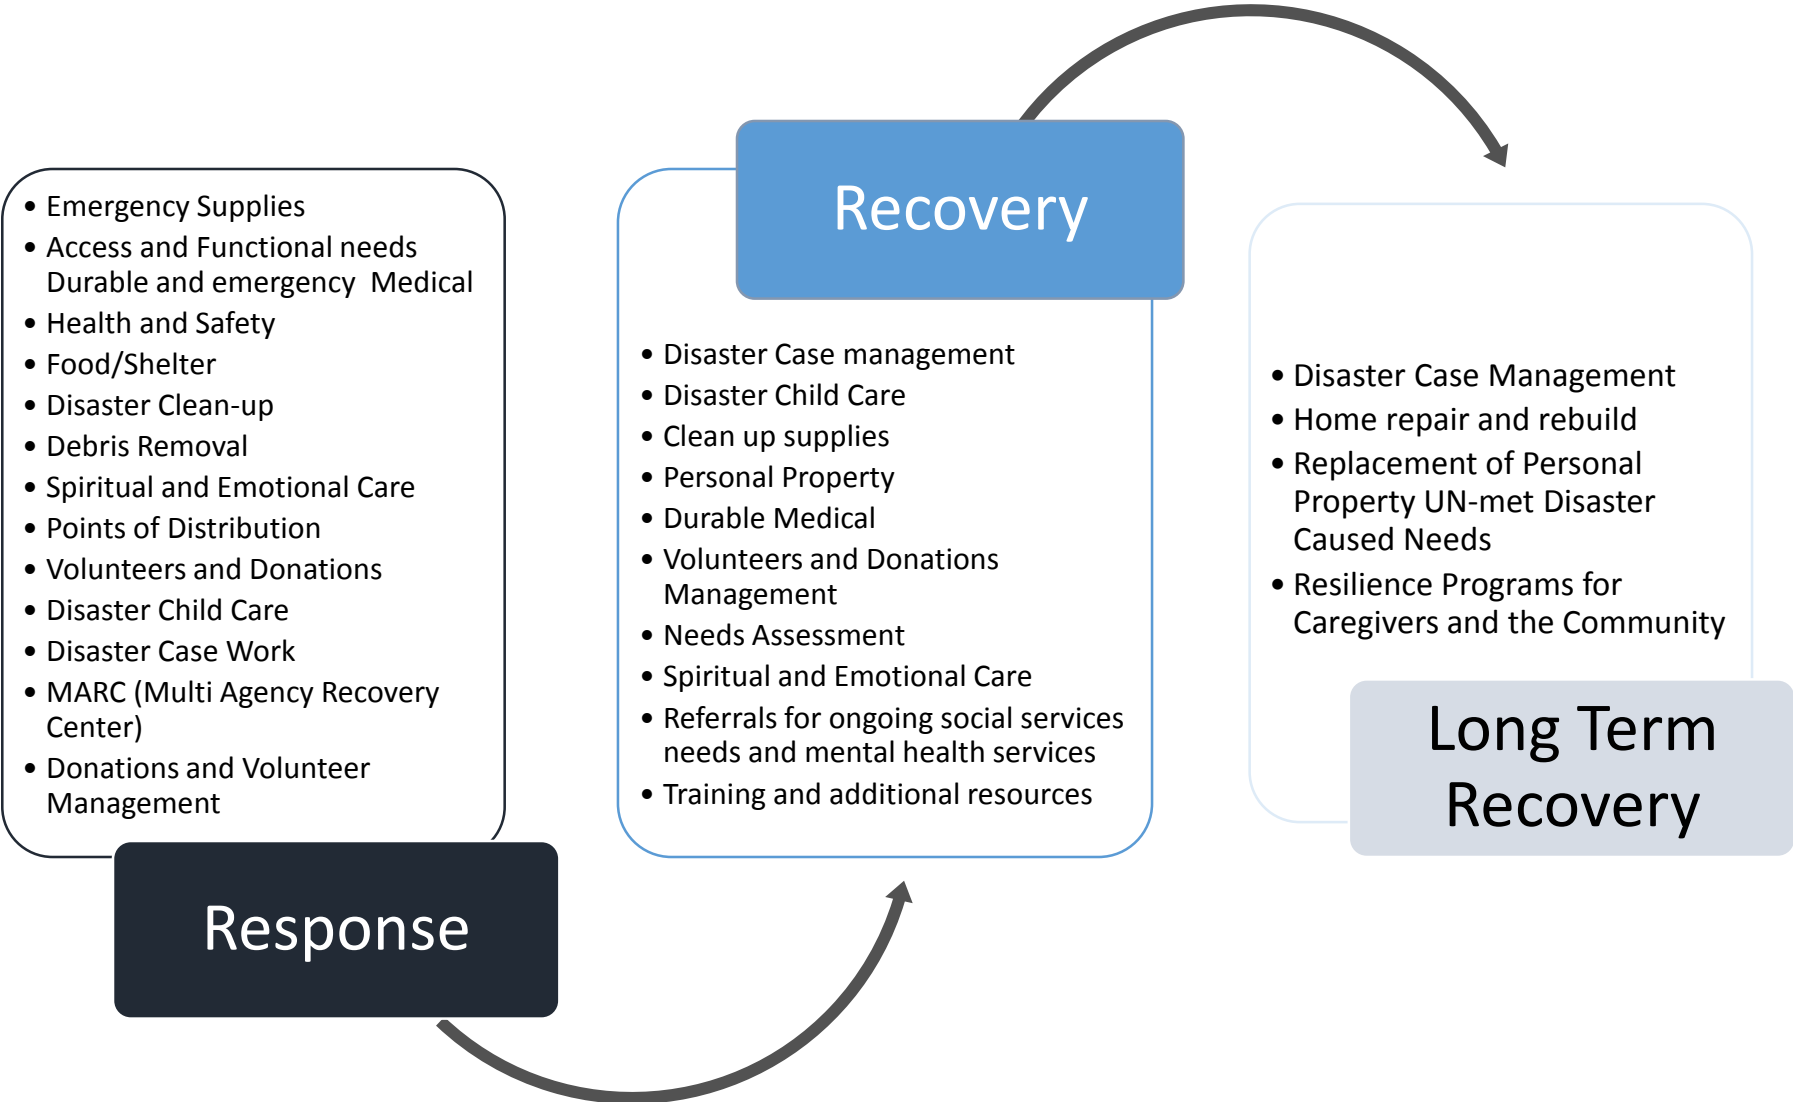 • Emergency Supplies
• Access and Functional needs
Durable and emergency  Medical
• Health and Safety
• Food/Shelter
• Disaster Clean-up
• Debris Removal
• Spiritual and Emotional Care
• Points of Distribution
• Volunteers and Donations
• Disaster Child Care
• Disaster Case Work
• MARC (Multi Agency Recovery
Center)
• Donations and Volunteer
Management
Response
Recovery
• Disaster Case management
• Disaster Child Care
• Clean up supplies
• Personal Property
• Durable Medical
• Volunteers and Donations
Management
• Needs Assessment
• Spiritual and Emotional Care
• Referrals for ongoing social services
needs and mental health services
• Training and additional resources
• Disaster Case Management
• Home repair and rebuild
• Replacement of Personal
Property UN-met Disaster
Caused Needs
• Resilience Programs for
Caregivers and the Community
Long Term
Recovery